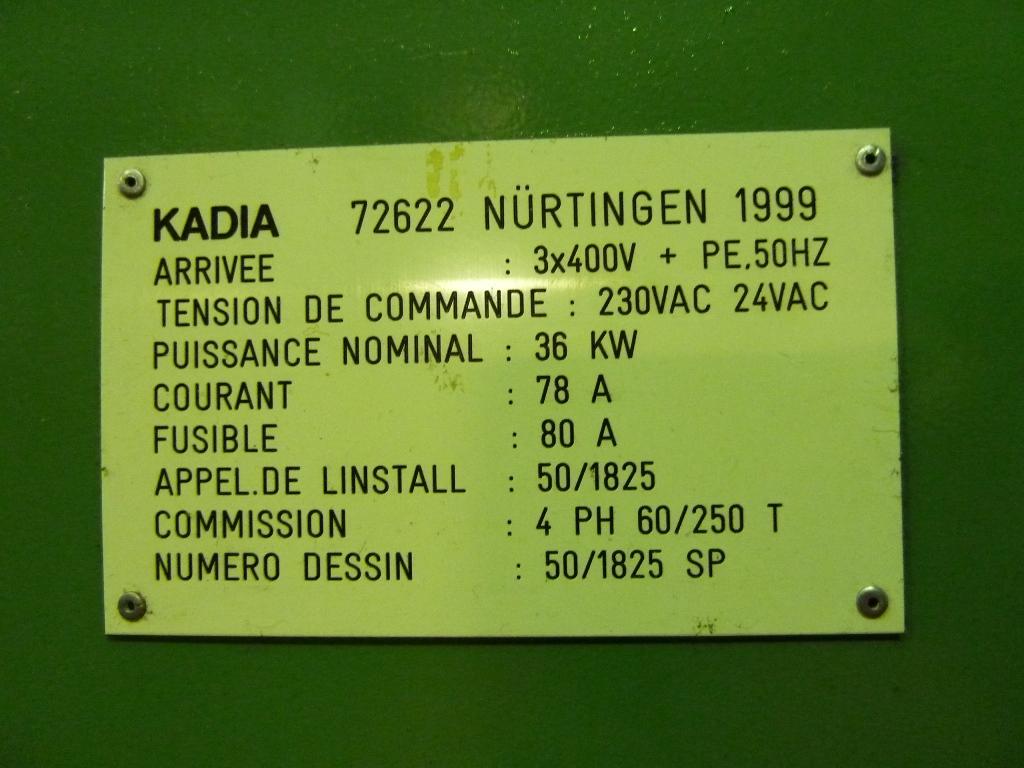 KADIA 72622 NÜRTINGEN 1999
ARRIVEE : 3x400V + PE,50HZ
TENSION DE COMMANDE : 230VAC 24VAC
PUISSANCE NOMINAL : 36 KW
COURANT : 78 A
FUSIBLE : 80 A
APPEL.DE LINSTALL : 50/1825
COMMISSION : 4 PH 60/250 T
NUMERO DESSIN : 50/1825 SP